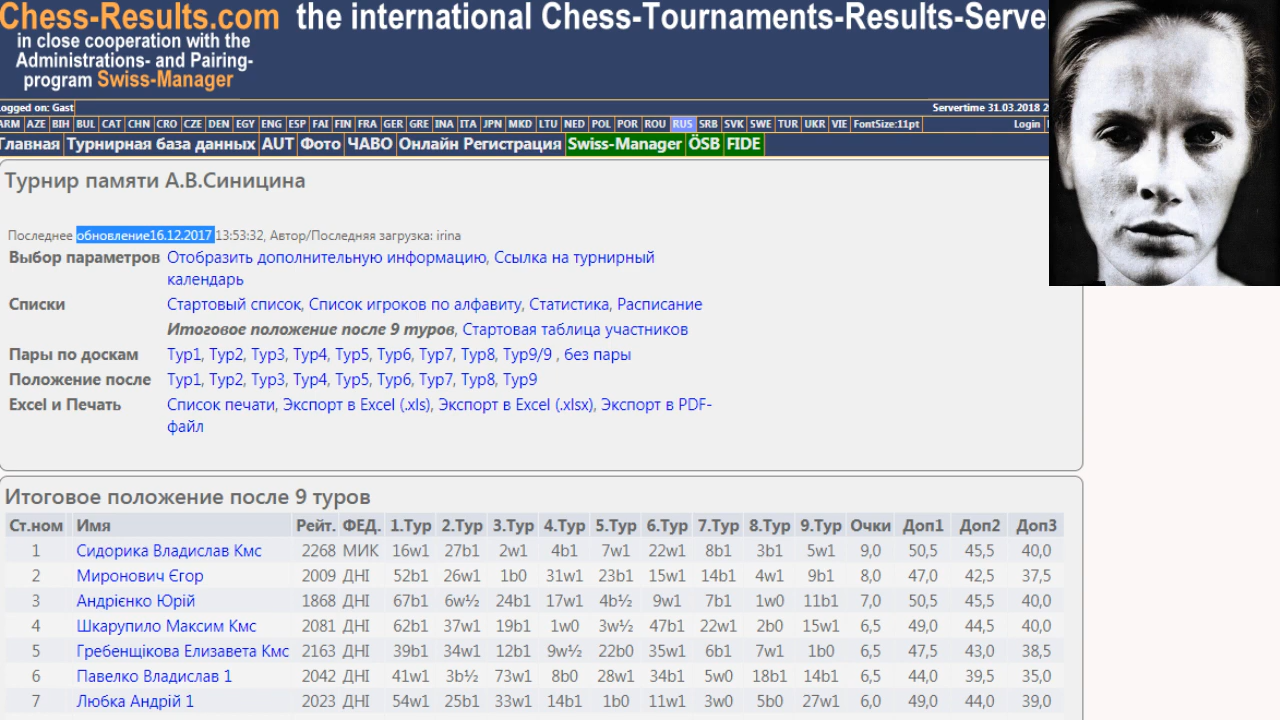 Chess-Results.com the international Chess-Tournaments-Results-Serve
in close cooperation with the
Administrations- and Pairing-
program Swiss-Manager
ogged on: Gast Servertime 31.03.2018 2
ARM AZE BIH BUL CAT CHN CRO CZE DEN EGY ENG ESP FAI FIN FRA GER GRE INA ITA JPN MKD LTU NED POL POR ROU RUS SRB SVK SWE TUR UKR VIE FontSize:11pt Login
Главная Турнирная база данных AUT Фото ЧАВО Онлайн Регистрация Swiss-Manager ÖSB FIDE
Турнир памяти А.В.Синицина
Последнее обновление16.12.2017 13:53:32, Автор/Последняя загрузка: irina
Выбор параметров Отобразить дополнительную информацию, Ссылка на турнирный
календарь
Списки Стартовый список, Список игроков по алфавиту, Статистика, Расписание
Итоговое положение после 9 туров, Стартовая таблица участников
Пары по доскам Тур1, Тур2, Тур3, Тур4, Тур5, Тур6, Тур7, Тур8, Тур9/9 , без пары
Положение после Тур1, Тур2, Тур3, Тур4, Тур5, Тур6, Тур7, Тур8, Тур9
Excel и Печать Список печати, Экспорт в Excel (.xls), Экспорт в Excel (.xlsx), Экспорт в PDF-
файл
Итоговое положение после 9 туров
Ст.ном Имя Рейт. ФЕД. 1.Тур 2.Тур 3.Тур 4.Тур 5.Тур 6.Тур 7.Тур 8.Тур 9.Тур Очки Доп1 Доп2 Доп3
1 Сидорика Владислав Кмс 2268 МИК 16w1 27b1 2w1 4b1 7w1 22w1 8b1 3b1 5w1 9,0 50,5 45,5 40,0
2 Миронович Єгор 2009 ДНІ 52b1 26w1 1b0 31w1 23b1 15w1 14b1 4w1 9b1 8,0 47,0 42,5 37,5
3 Андрієнко Юрій 1868 ДНІ 67b1 6w½ 24b1 17w1 4b½ 9w1 7b1 1w0 11b1 7,0 50,5 45,5 40,0
4 Шкарупило Максим Кмс 2081 ДНІ 62b1 37w1 19b1 1w0 3w½ 47b1 22w1 2b0 15w1 6,5 49,0 44,5 40,0
5 Гребенщікова Елизавета Кмс 2163 ДНІ 39b1 34w1 12b1 9w½ 22b0 35w1 6b1 7w1 1b0 6,5 47,5 43,0 38,5
6 Павелко Владислав 1 2042 ДНІ 41w1 3b½ 73w1 8b0 28w1 34b1 5w0 18b1 14b1 6,5 44,0 39,5 35,0
7 Любка Андрій 1 2023 ДНІ 54w1 25b1 33w1 14b1 1b0 11w1 3w0 5b0 27w1 6,0 49,0 44,0 39,0